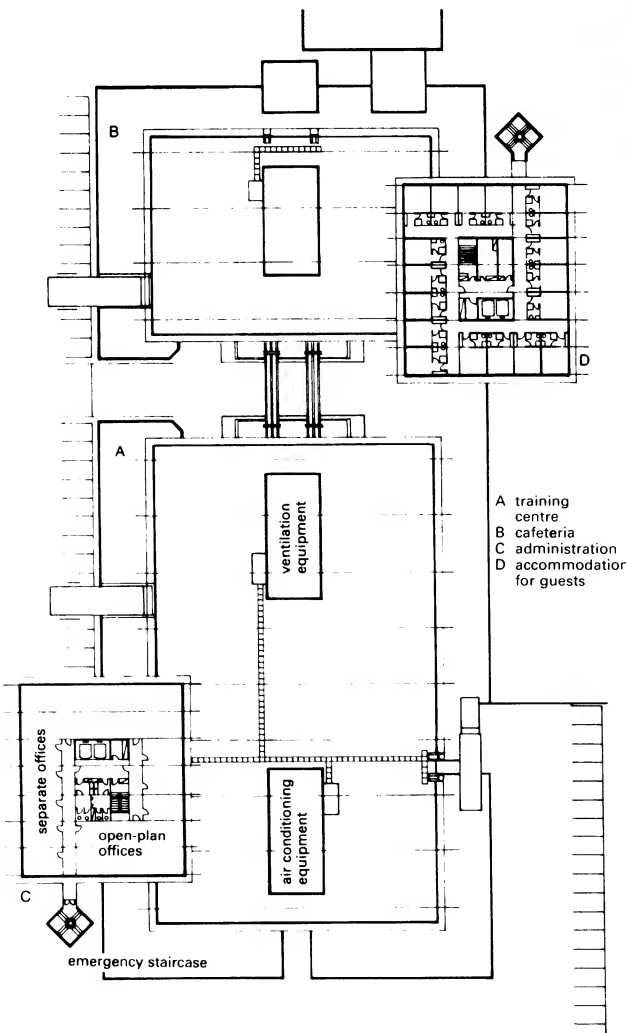 B
D
A
ventilation
equipment
A training
centre
B cafeteria
C administration
D accommodation
for guests
separate offices
open-plan
offices
air conditioning
equipment
C
emergency staircase